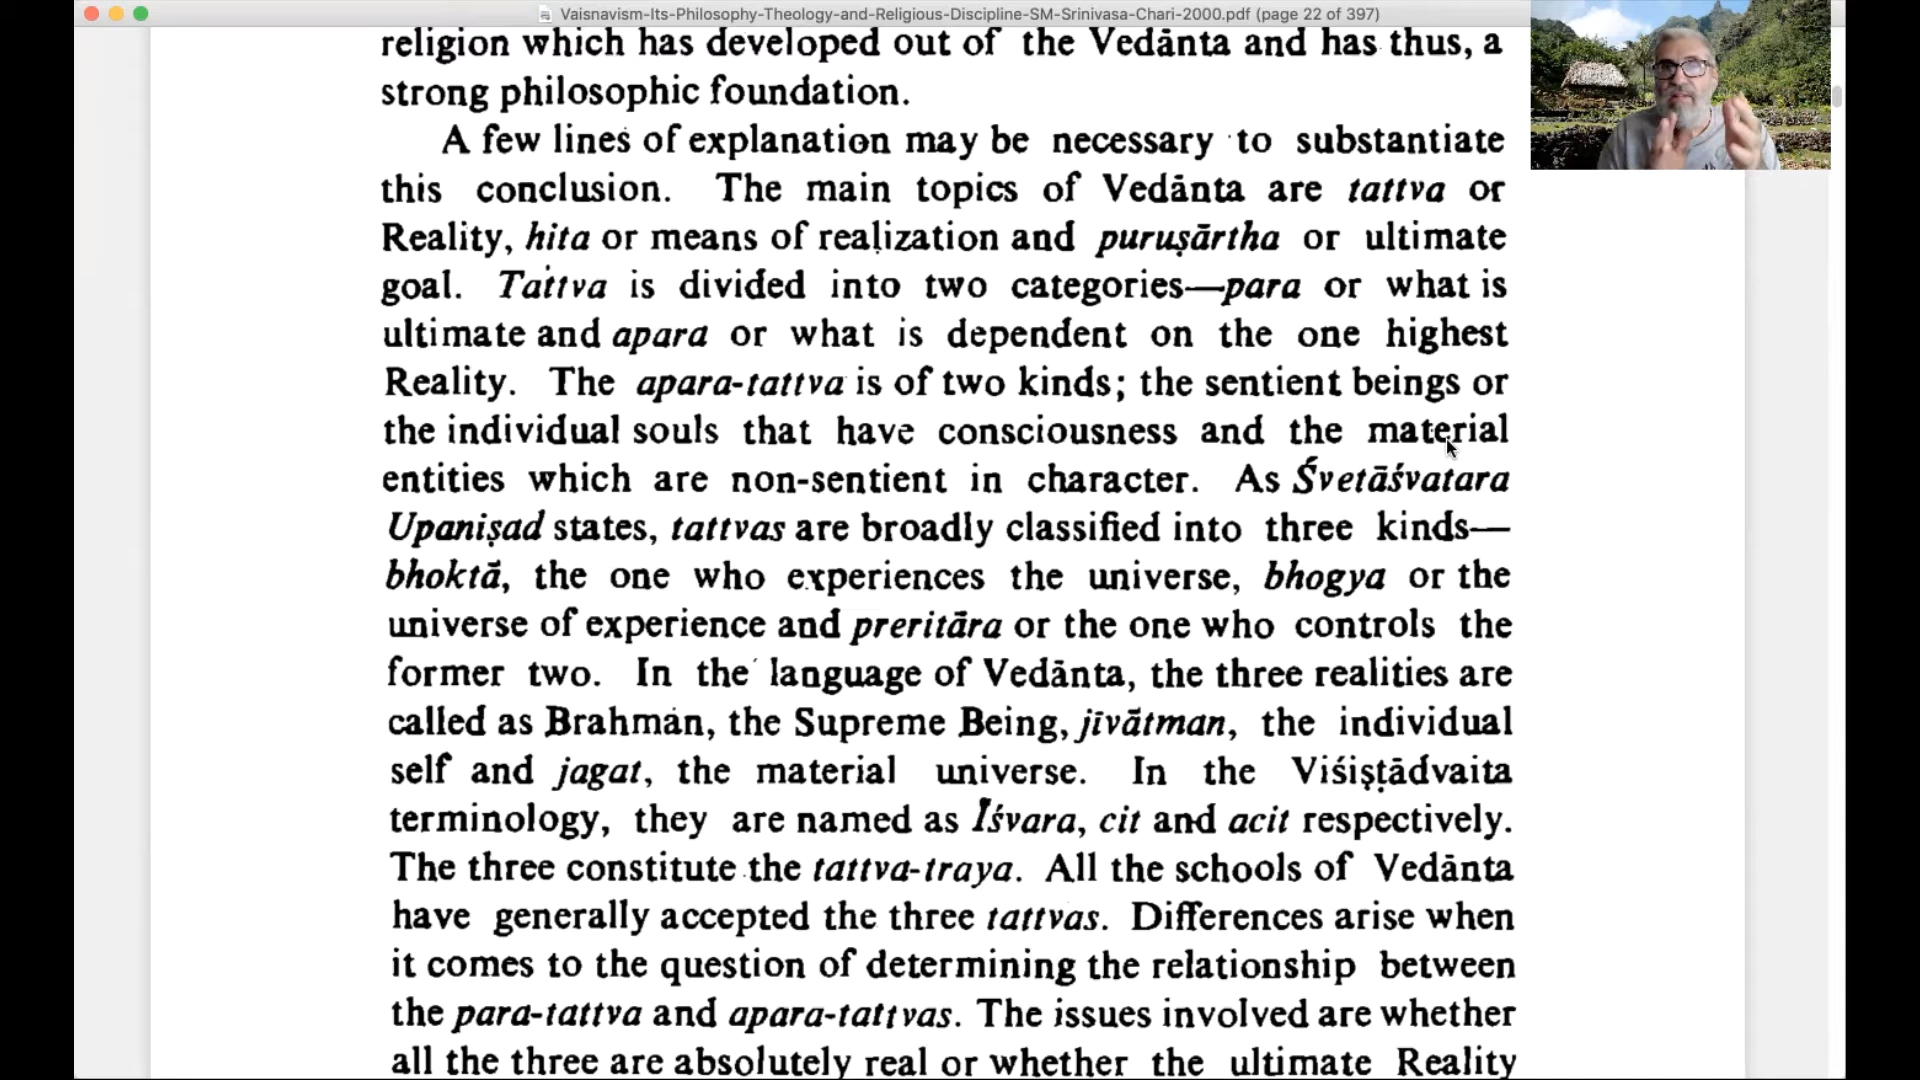 Vaisnavism-Its-Philosophy-Theology-and-Religious-Discipline-SM-Srinivasa-Chari-2000.pdf (page 22 of 397)
religion which has developed out of the Vedānta and has thus, a
strong philosophic foundation.
A few lines of explanation may be necessary to substantiate
this conclusion. The main topics of Vedānta are tattva or
Reality, hita or means of realization and puruṣārtha or ultimate
goal. Tattva is divided into two categories—para or what is
ultimate and apara or what is dependent on the one highest
Reality. The apara-tattva is of two kinds; the sentient beings or
the individual souls that have consciousness and the material
entities which are non-sentient in character. As Śvetāśvatara
Upaniṣad states, tattvas are broadly classified into three kinds—
bhoktā, the one who experiences the universe, bhogya or the
universe of experience and preritāra or the one who controls the
former two. In the language of Vedānta, the three realities are
called as Brahman, the Supreme Being, jīvātman, the individual
self and jagat, the material universe. In the Viśiṣṭādvaita
terminology, they are named as Īśvara, cit and acit respectively.
The three constitute the tattva-traya. All the schools of Vedānta
have generally accepted the three tattvas. Differences arise when
it comes to the question of determining the relationship between
the para-tattva and apara-tattvas. The issues involved are whether
all the three are absolutely real or whether the ultimate Reality